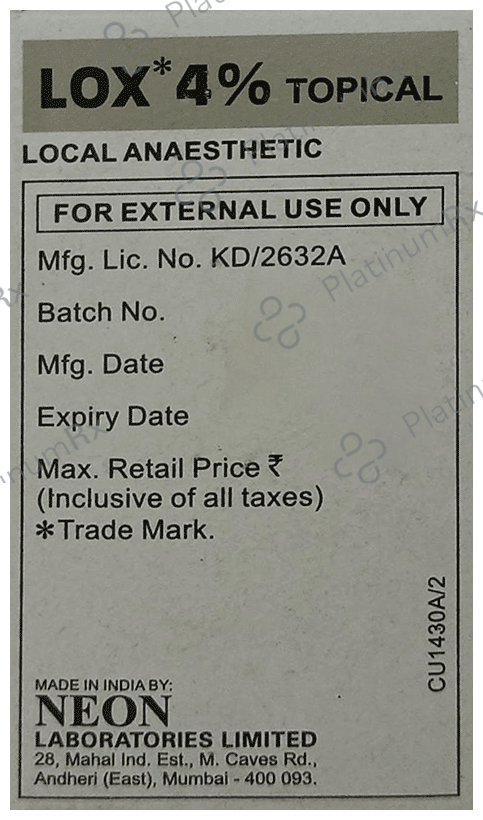 LOX*4% TOPICAL
LOCAL ANAESTHETIC
FOR EXTERNAL USE ONLY
Mfg. Lic. No. KD/2632A
Batch No.
Mfg. Date
Expiry Date
Max. Retail Price ₹
(Inclusive of all taxes)
*Trade Mark.
CU1430A/2
MADE IN INDIA BY:
NEON
LABORATORIES LIMITED
28, Mahal Ind. Est., M. Caves Rd.,
Andheri (East), Mumbai - 400 093.
PlatinumRx